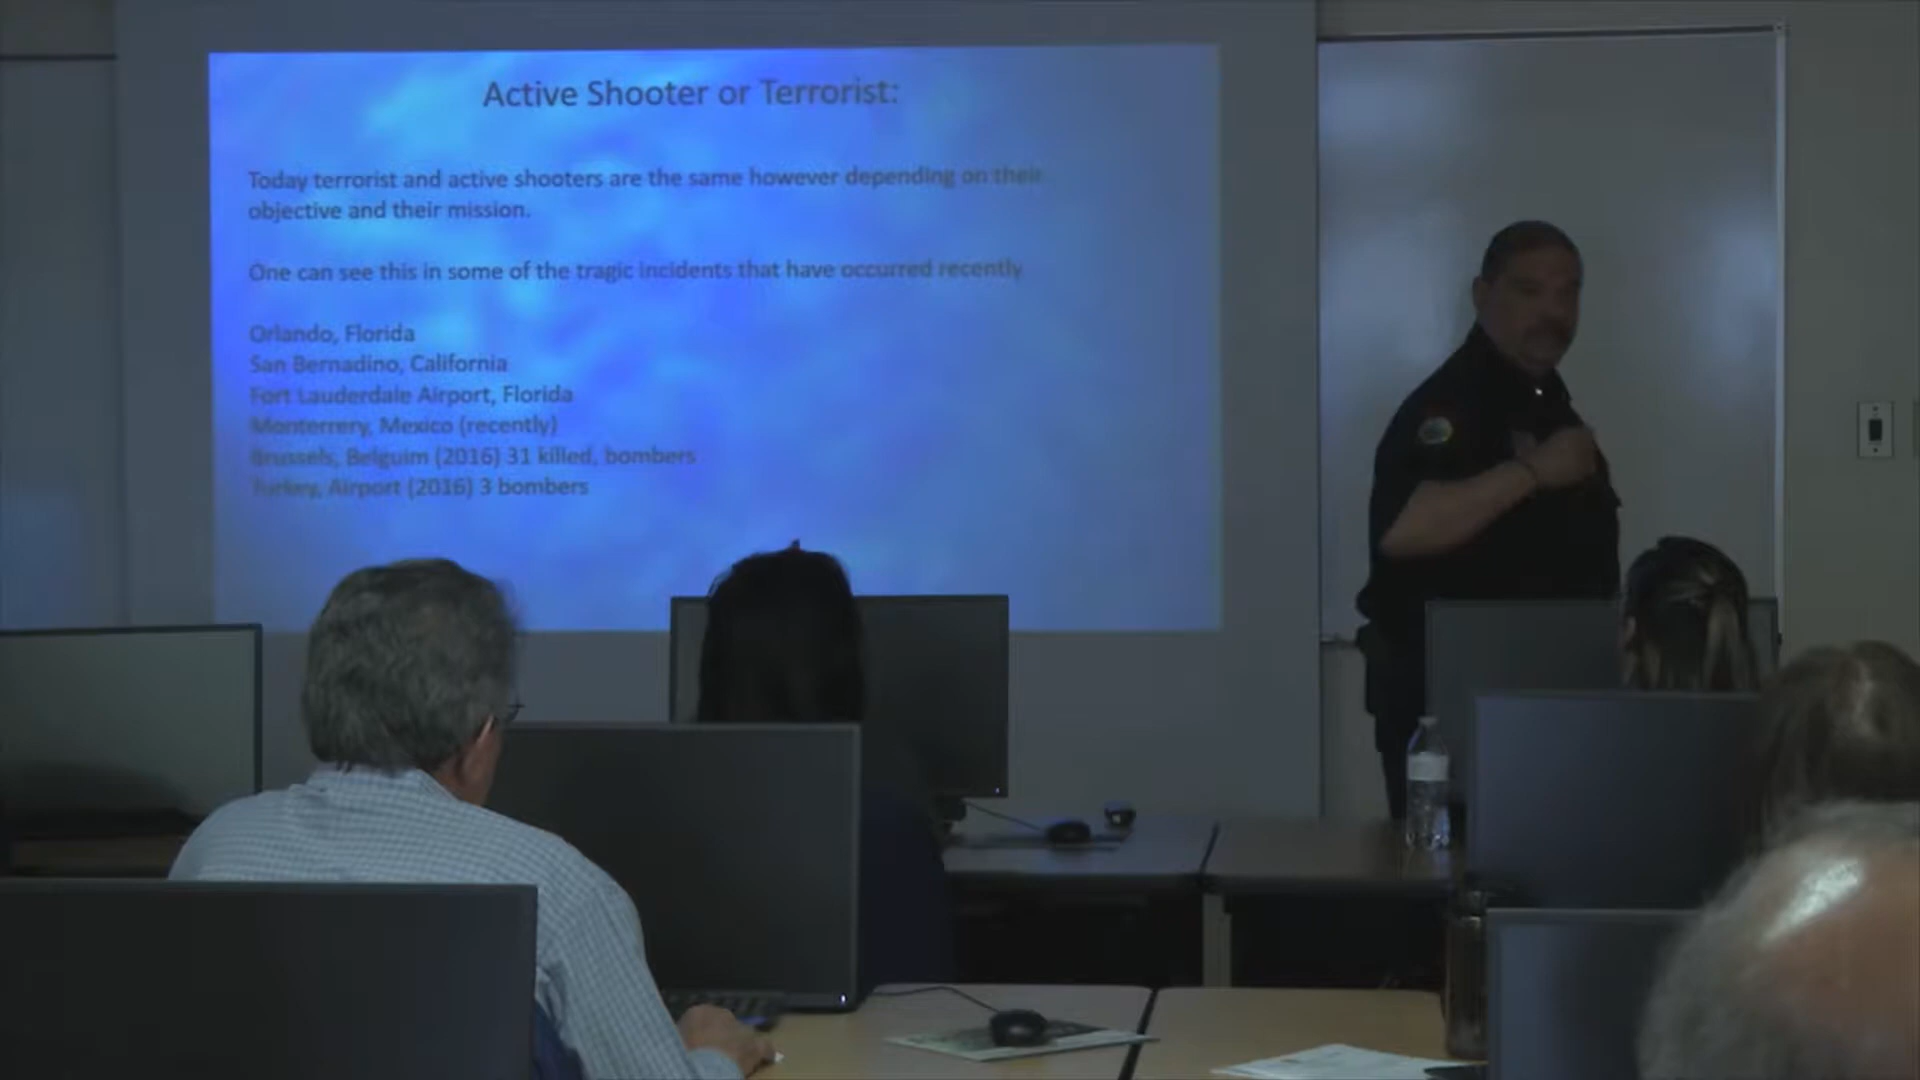 Active Shooter or Terrorist:
Today terrorist and active shooters are the same however depending on their
objective and their mission.
One can see this in some of the tragic incidents that have occurred recently
Orlando, Florida
San Bernadino, California
Fort Lauderdale Airport, Florida
Monterrery, Mexico (recently)
Brussels, Belguim (2016) 31 killed, bombers
Turkey, Airport (2016) 3 bombers